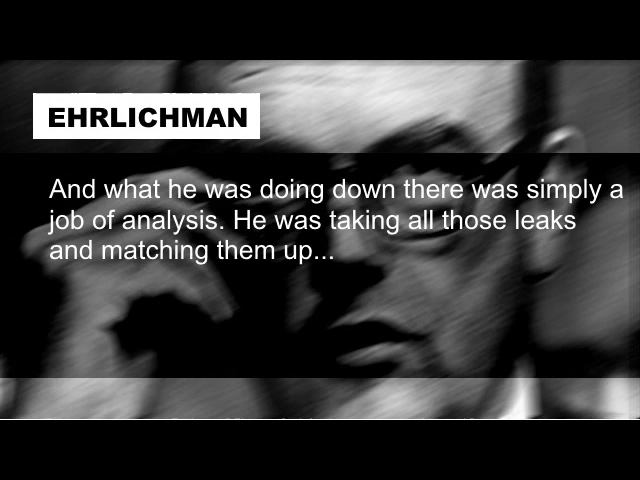 EHRLICHMAN
And what he was doing down there was simply a
job of analysis. He was taking all those leaks
and matching them up...